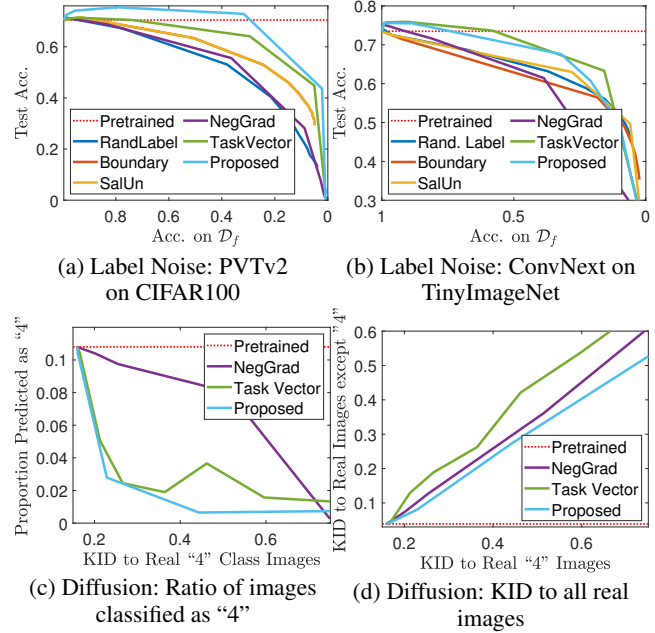 0.6
0.4
0.2
0
0.8
0.6
0.4
0.2
0
Test Acc.
Acc. on D_f
Pretrained
RandLabel
Boundary
SalUn
NegGrad
TaskVector
Proposed
(a) Label Noise: PVTv2
on CIFAR100
0.8
0.7
0.6
0.5
0.4
0.3
1
0.5
0
Test Acc.
Acc. on D_f
Pretrained
Rand. Label
Boundary
SalUn
NegGrad
TaskVector
Proposed
(b) Label Noise: ConvNext on
TinyImageNet
0.1
0.08
0.06
0.04
0.02
0
0.2
0.4
0.6
Proportion Predicted as “4”
KID to Real “4” Class Images
Pretrained
NegGrad
Task Vector
Proposed
(c) Diffusion: Ratio of images
classified as “4”
0.6
0.5
0.4
0.3
0.2
0.1
0.2
0.4
0.6
KID to Real Images except “4”
KID to Real “4” Images
Pretrained
NegGrad
Task Vector
Proposed
(d) Diffusion: KID to all real
images